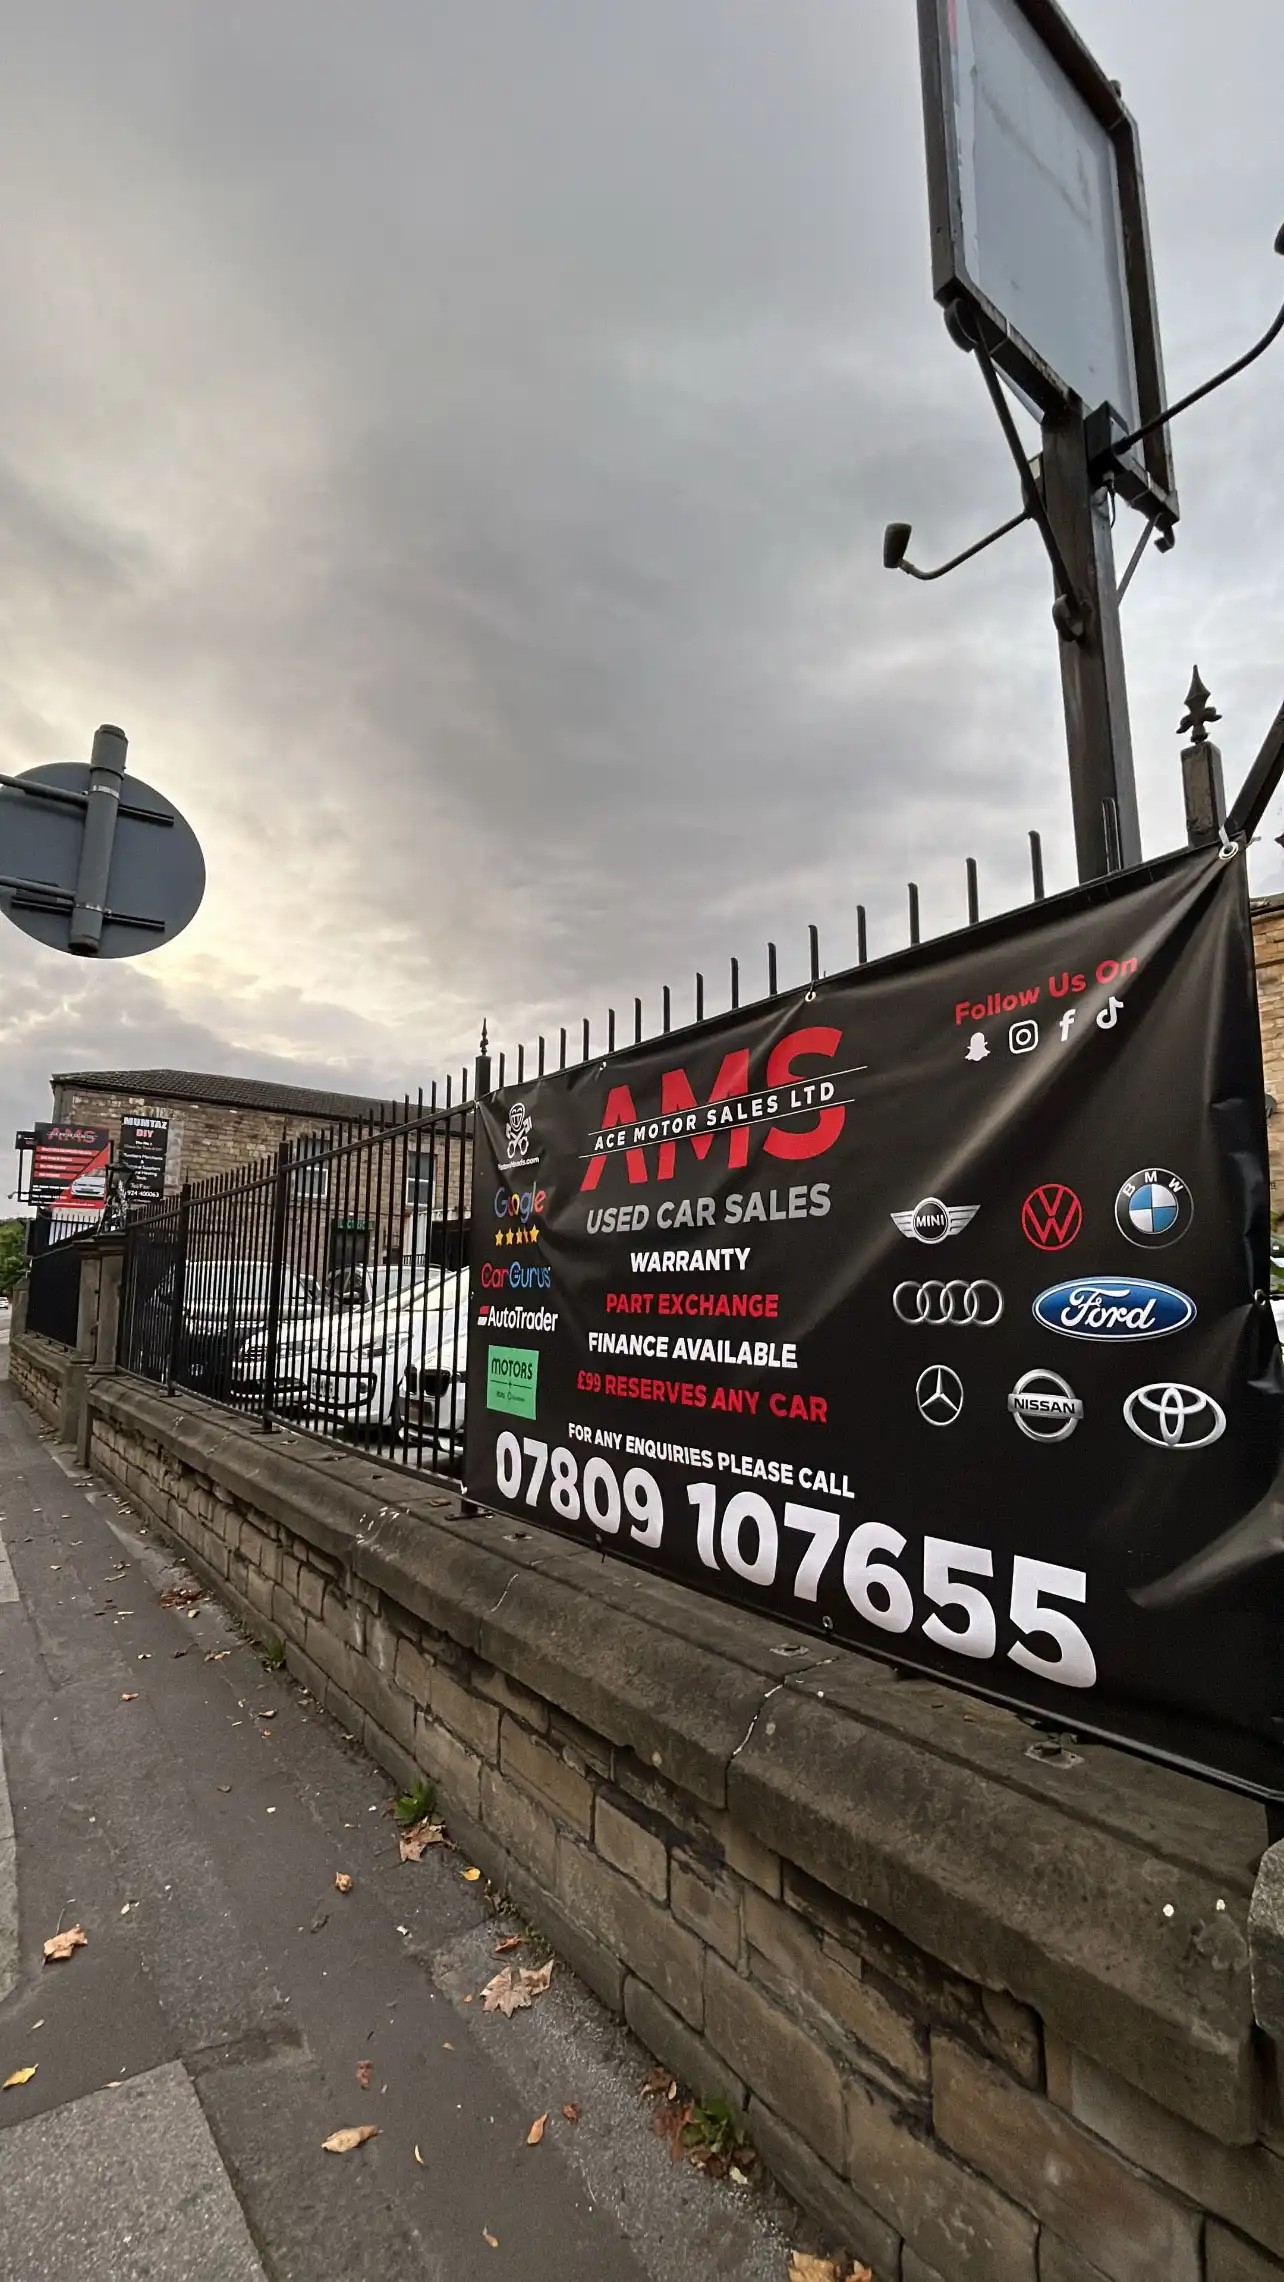 Follow Us On
AMS
ACE MOTOR SALES LTD
USED CAR SALES
WARRANTY
PART EXCHANGE
FINANCE AVAILABLE
£99 RESERVES ANY CAR
FOR ANY ENQUIRIES PLEASE CALL
07809 107655
Google
CarGurus
AutoTrader
MOTORS
MINI
BMW
Ford
NISSAN
AMS
MUMTAZ
DIY